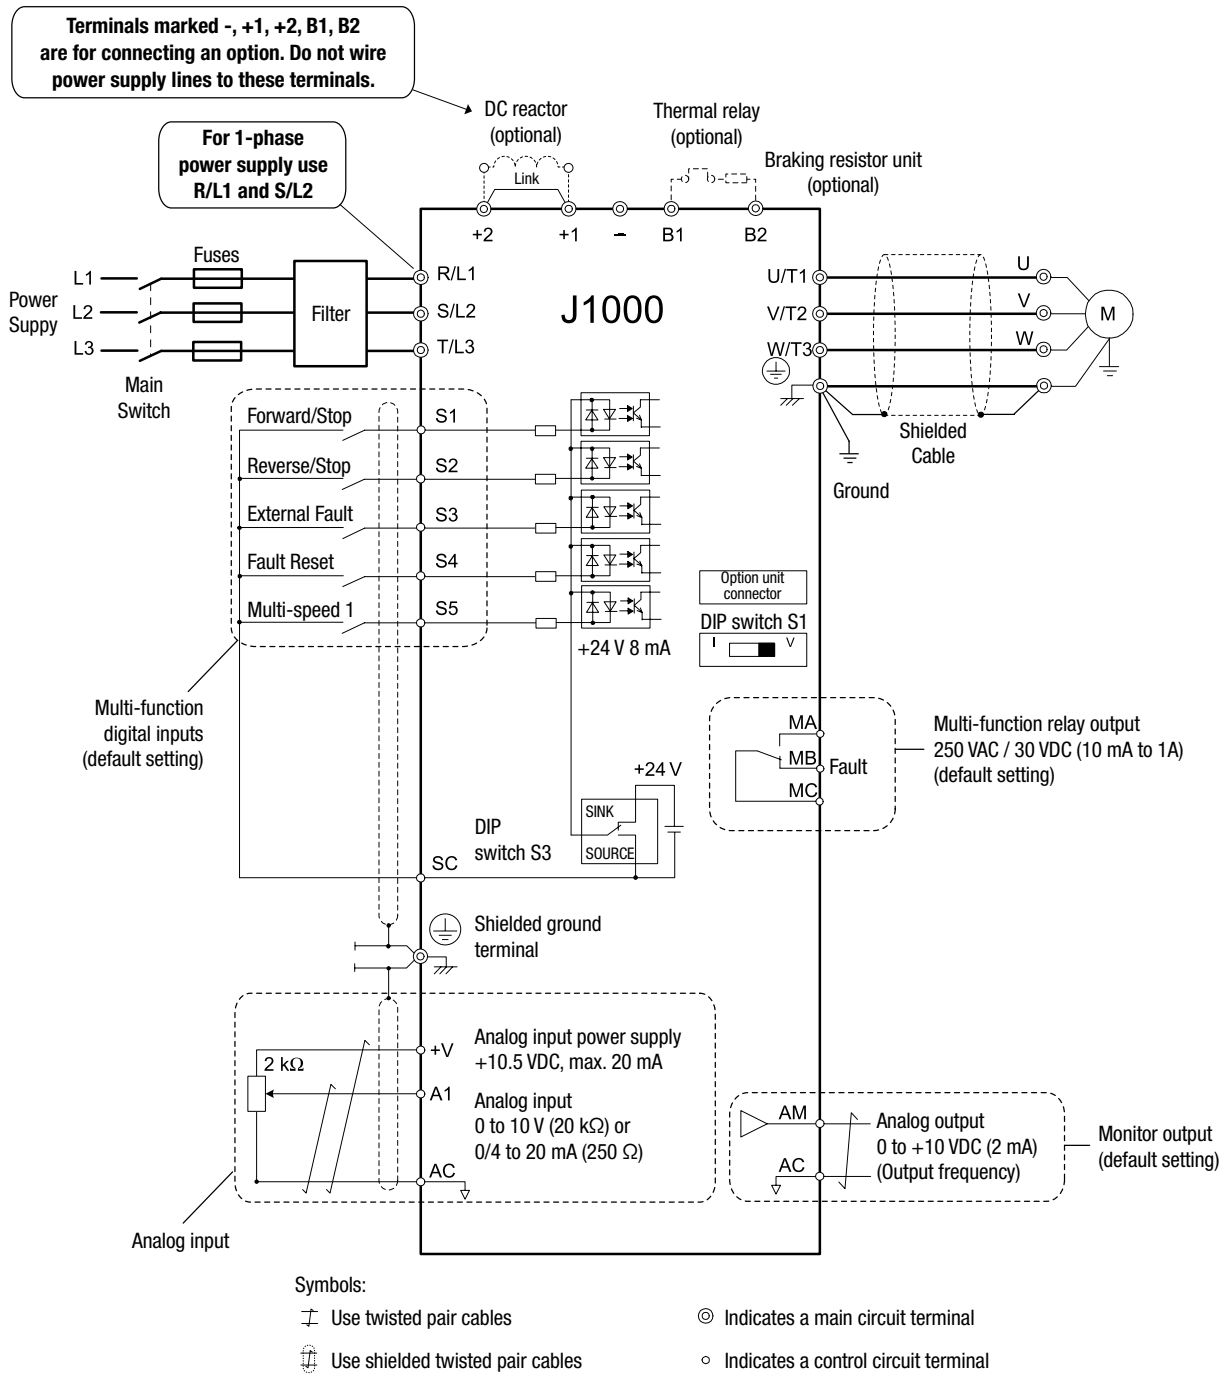 Terminals marked -, +1, +2, B1, B2
are for connecting an option. Do not wire
power supply lines to these terminals.
DC reactor
(optional)
Thermal relay
(optional)
For 1-phase
power supply use
R/L1 and S/L2
Link
Braking resistor unit
(optional)
+2
+1
–
B1
B2
Fuses
L1
L2
L3
Power
Suppy
Filter
R/L1
S/L2
T/L3
J1000
U/T1
V/T2
W/T3
U
V
W
M
Main
Switch
Shielded
Cable
Ground
Forward/Stop
S1
Reverse/Stop
S2
External Fault
S3
Fault Reset
S4
Multi-speed 1
S5
+24 V 8 mA
Option unit
connector
DIP switch S1
I
V
Multi-function
digital inputs
(default setting)
MA
MB
MC
Fault
Multi-function relay output
250 VAC / 30 VDC (10 mA to 1A)
(default setting)
+24 V
SINK
SOURCE
DIP
switch S3
SC
Shielded ground
terminal
2 kΩ
+V
Analog input power supply
+10.5 VDC, max. 20 mA
A1
Analog input
0 to 10 V (20 kΩ) or
0/4 to 20 mA (250 Ω)
AC
Analog input
AM
AC
Analog output
0 to +10 VDC (2 mA)
(Output frequency)
Monitor output
(default setting)
Symbols:
Use twisted pair cables
Indicates a main circuit terminal
Use shielded twisted pair cables
Indicates a control circuit terminal